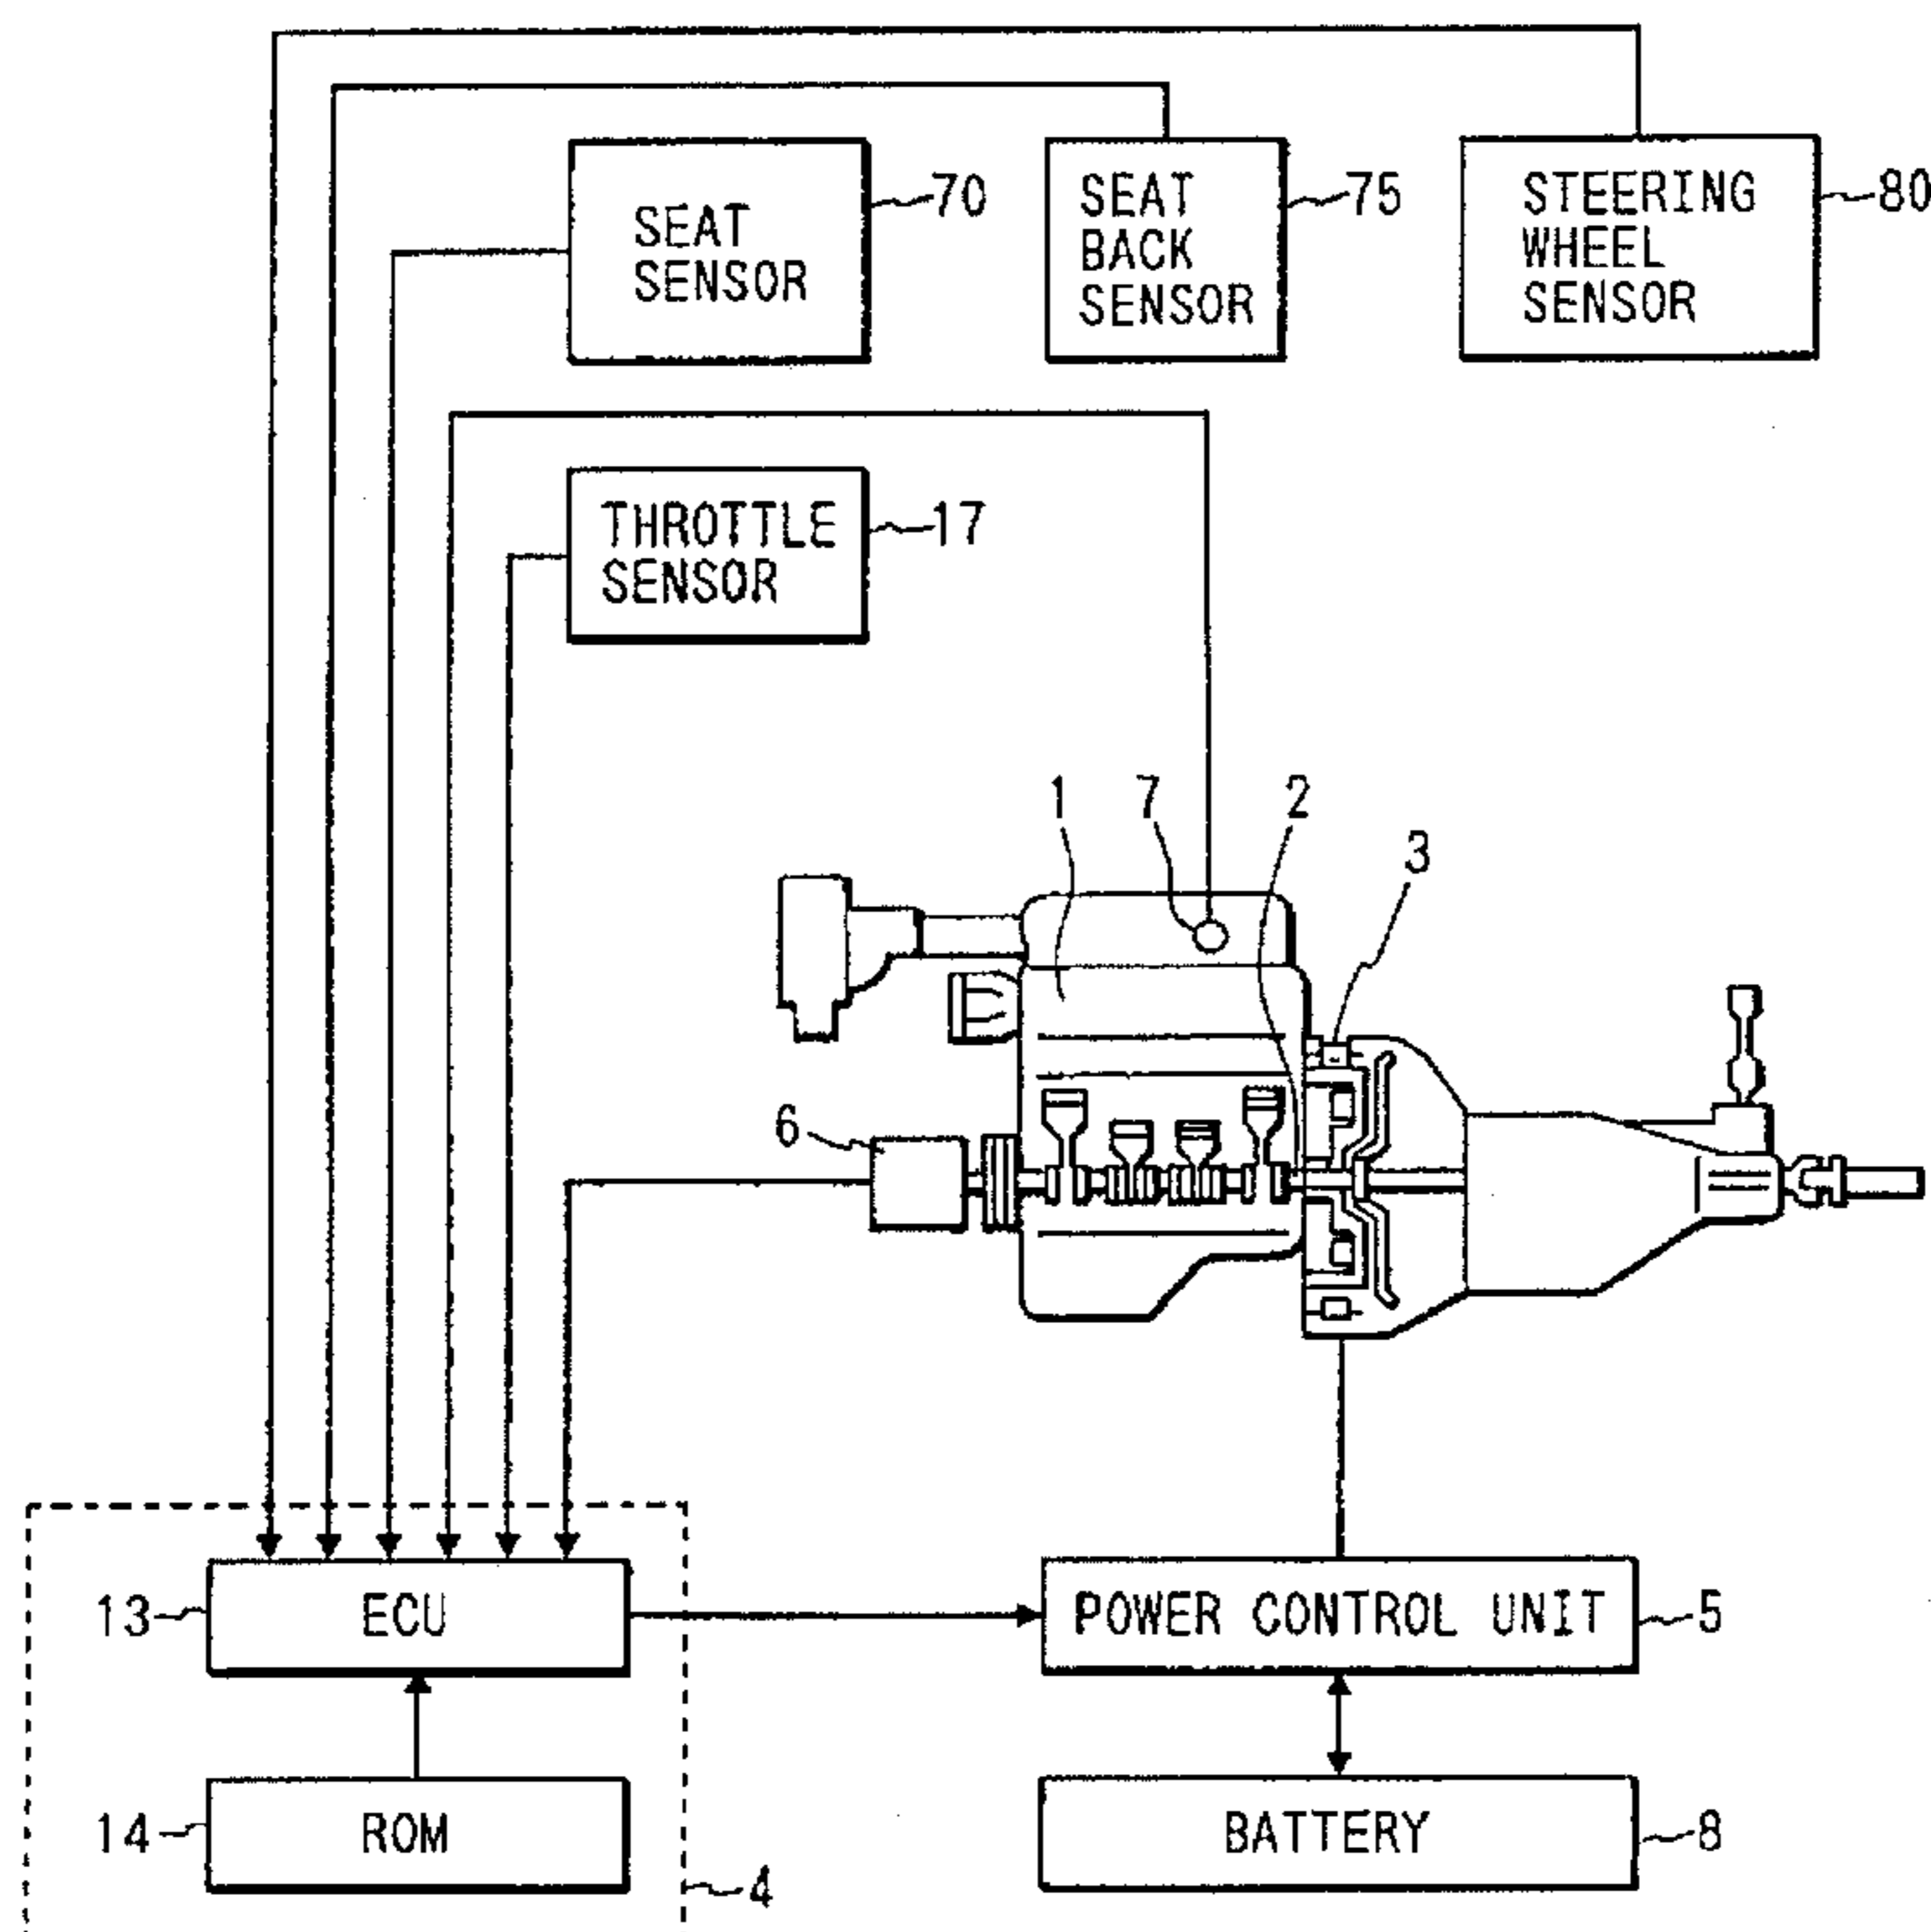 SEAT
SENSOR
70
SEAT
BACK
SENSOR
75
STEERING
WHEEL
SENSOR
80
THROTTLE
SENSOR
17
1
7
2
3
6
13
ECU
POWER CONTROL UNIT
5
14
ROM
BATTERY
8
4